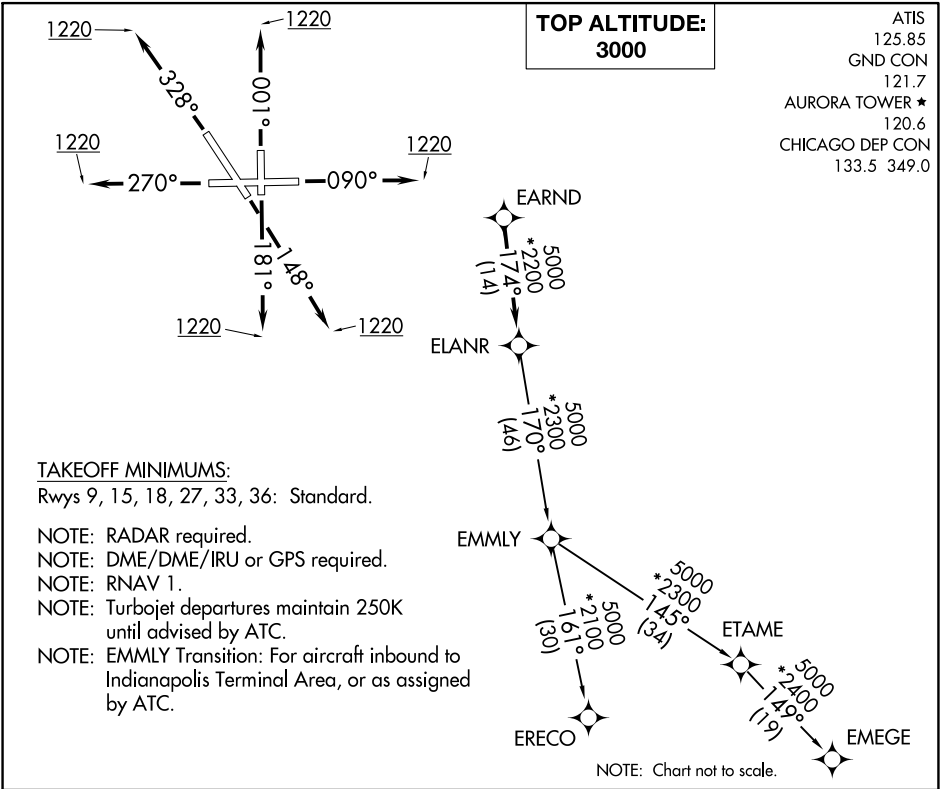 TOP ALTITUDE:
3000
ATIS
125.85
GND CON
121.7
AURORA TOWER ★
120.6
CHICAGO DEP CON
133.5 349.0
1220
1220
328°
001°
1220
1220
270°
090°
181°
148°
1220
1220
EARND
5000
*2200
174°
(14)
ELANR
5000
*2300
170°
(46)
EMMLY
5000
*2100
161°
(30)
5000
*2300
145°
(34)
ETAME
5000
*2400
149°
(19)
ERECO
EMEGE
TAKEOFF MINIMUMS:
Rwys 9, 15, 18, 27, 33, 36: Standard.
NOTE: RADAR required.
NOTE: DME/DME/IRU or GPS required.
NOTE: RNAV 1.
NOTE: Turbojet departures maintain 250K
until advised by ATC.
NOTE: EMMLY Transition: For aircraft inbound to
Indianapolis Terminal Area, or as assigned
by ATC.
NOTE: Chart not to scale.